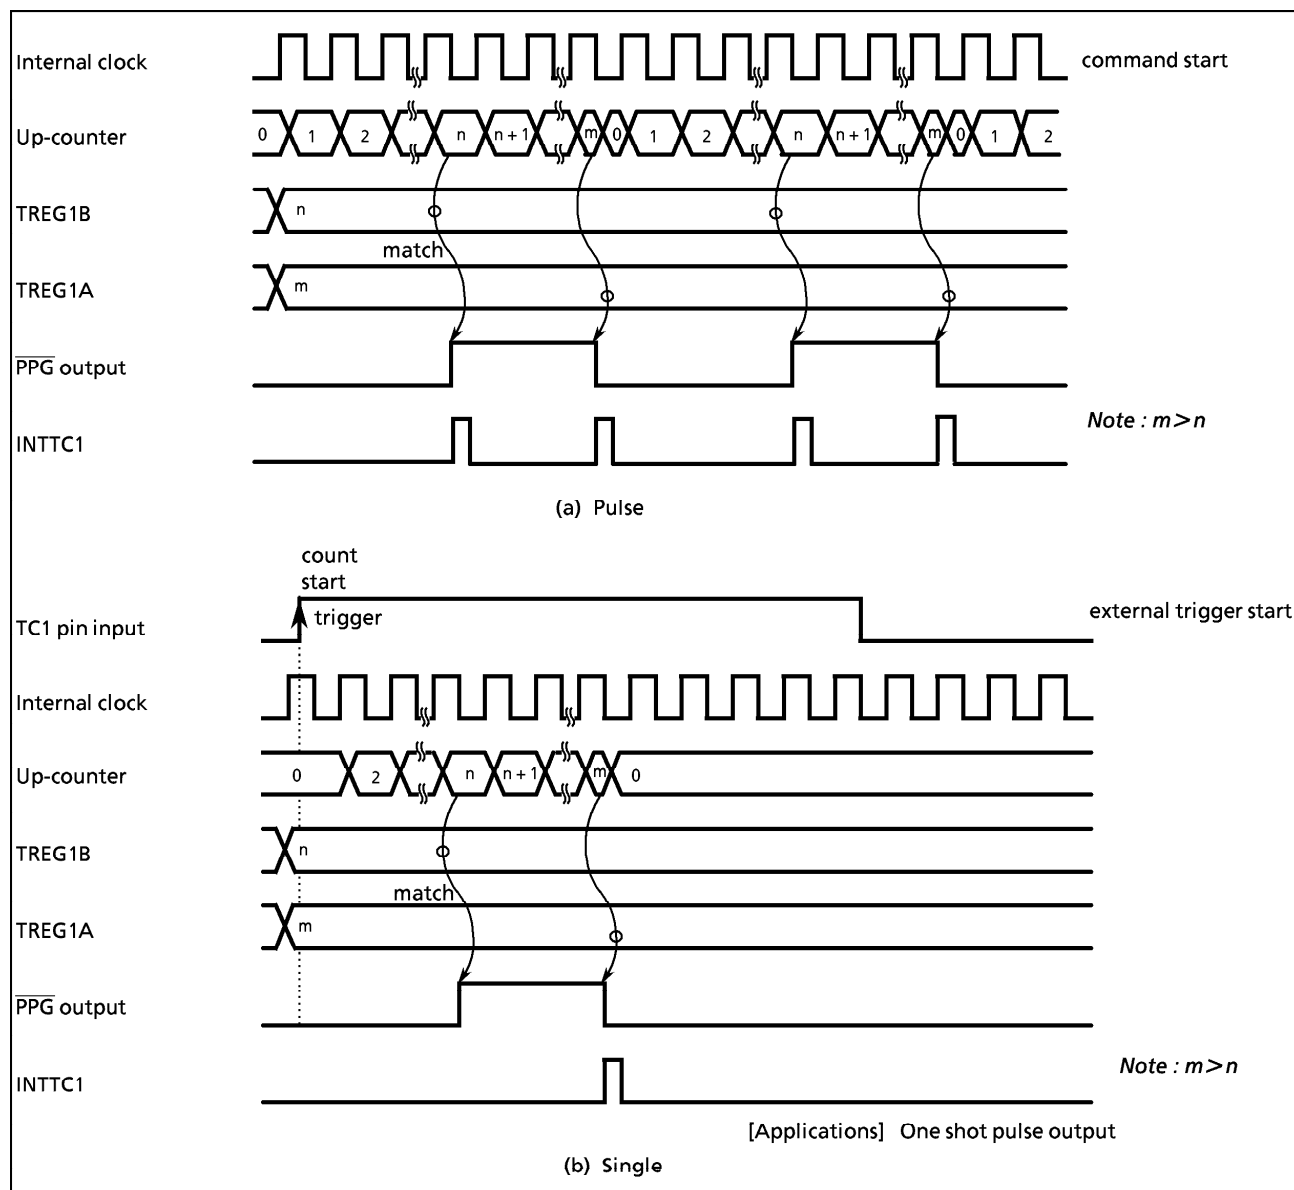 Internal clock
command start
Up-counter 0 1 2 n n + 1 m 0 1 2 n n + 1 m 0 1 2
TREG1B n
match
TREG1A m
PPG output
Note : m>n
INTTC1
(a) Pulse
count
start
trigger
TC1 pin input
external trigger start
Internal clock
Up-counter 0 2 n n + 1 m 0
TREG1B n
match
TREG1A m
PPG output
Note : m>n
INTTC1
[Applications] One shot pulse output
(b) Single